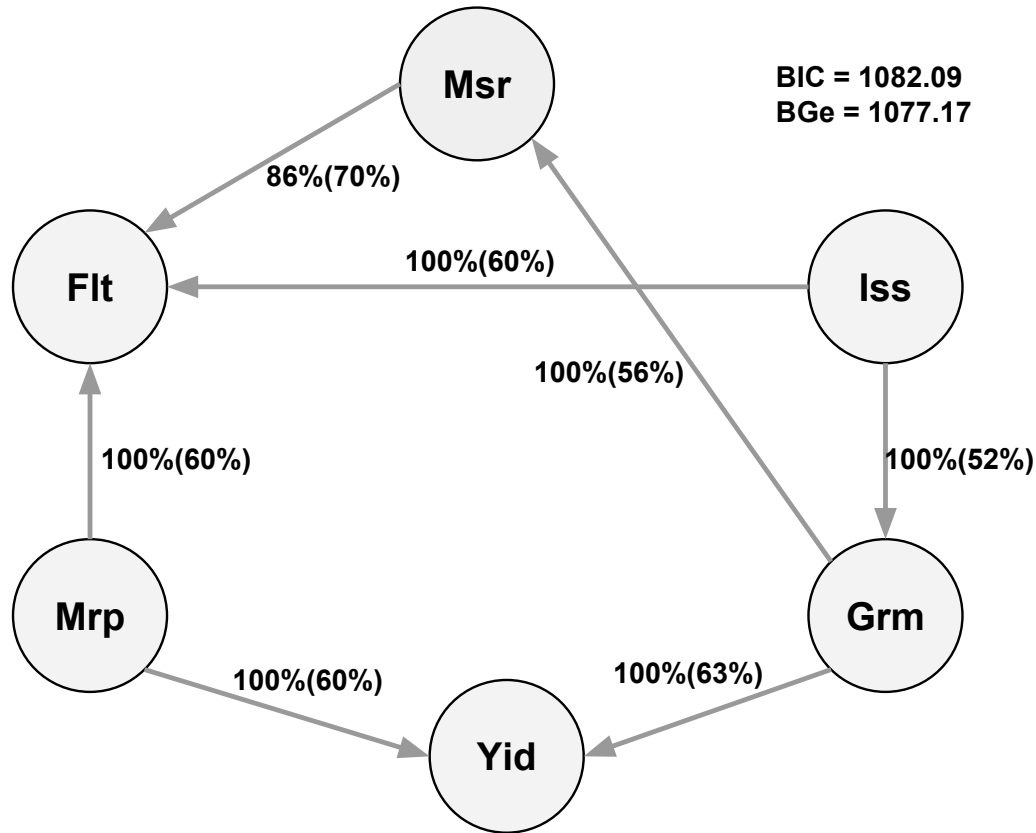 Msr
BIC = 1082.09
BGe = 1077.17
86%(70%)
Flt
100%(60%)
Iss
100%(56%)
100%(60%)
100%(52%)
Mrp
Grm
100%(60%)
100%(63%)
Yid